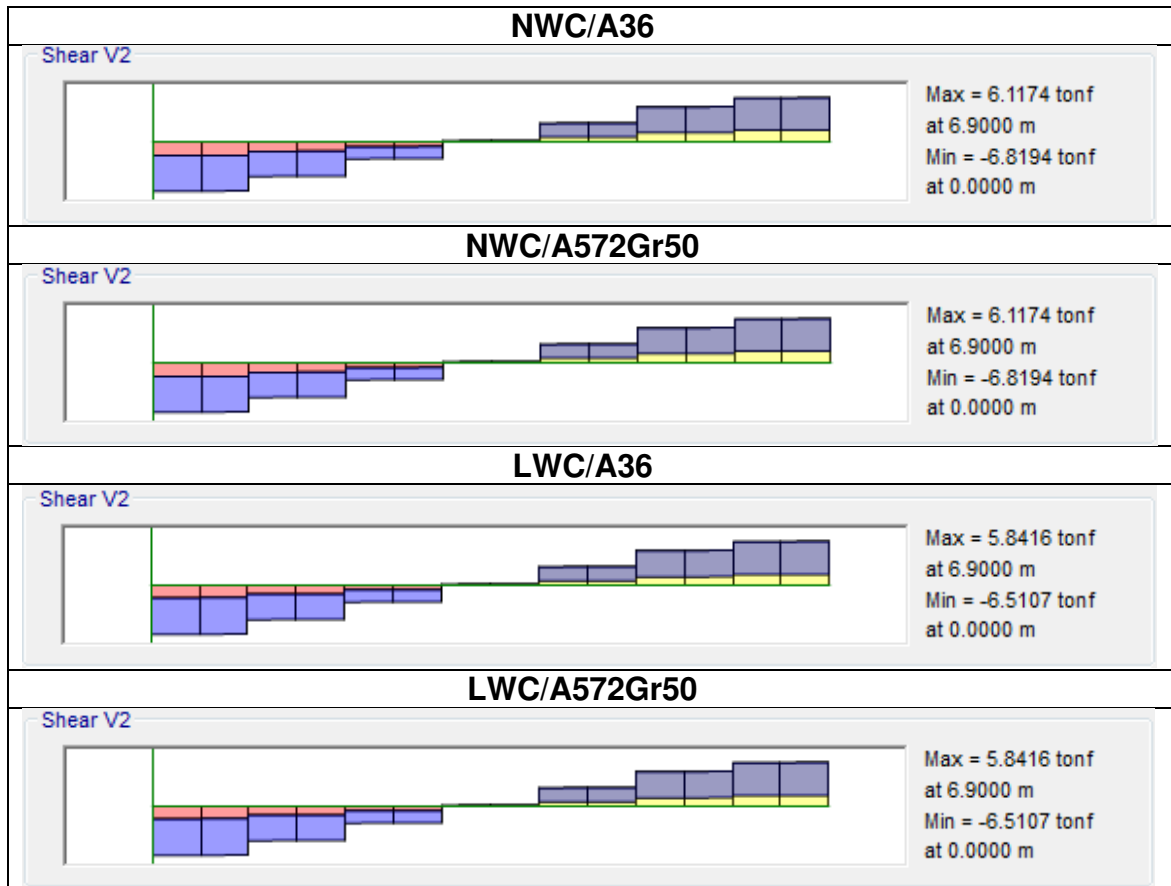 NWC/A36
Shear V2
Max = 6.1174 tonf
at 6.9000 m
Min = -6.8194 tonf
at 0.0000 m
NWC/A572Gr50
Shear V2
Max = 6.1174 tonf
at 6.9000 m
Min = -6.8194 tonf
at 0.0000 m
LWC/A36
Shear V2
Max = 5.8416 tonf
at 6.9000 m
Min = -6.5107 tonf
at 0.0000 m
LWC/A572Gr50
Shear V2
Max = 5.8416 tonf
at 6.9000 m
Min = -6.5107 tonf
at 0.0000 m